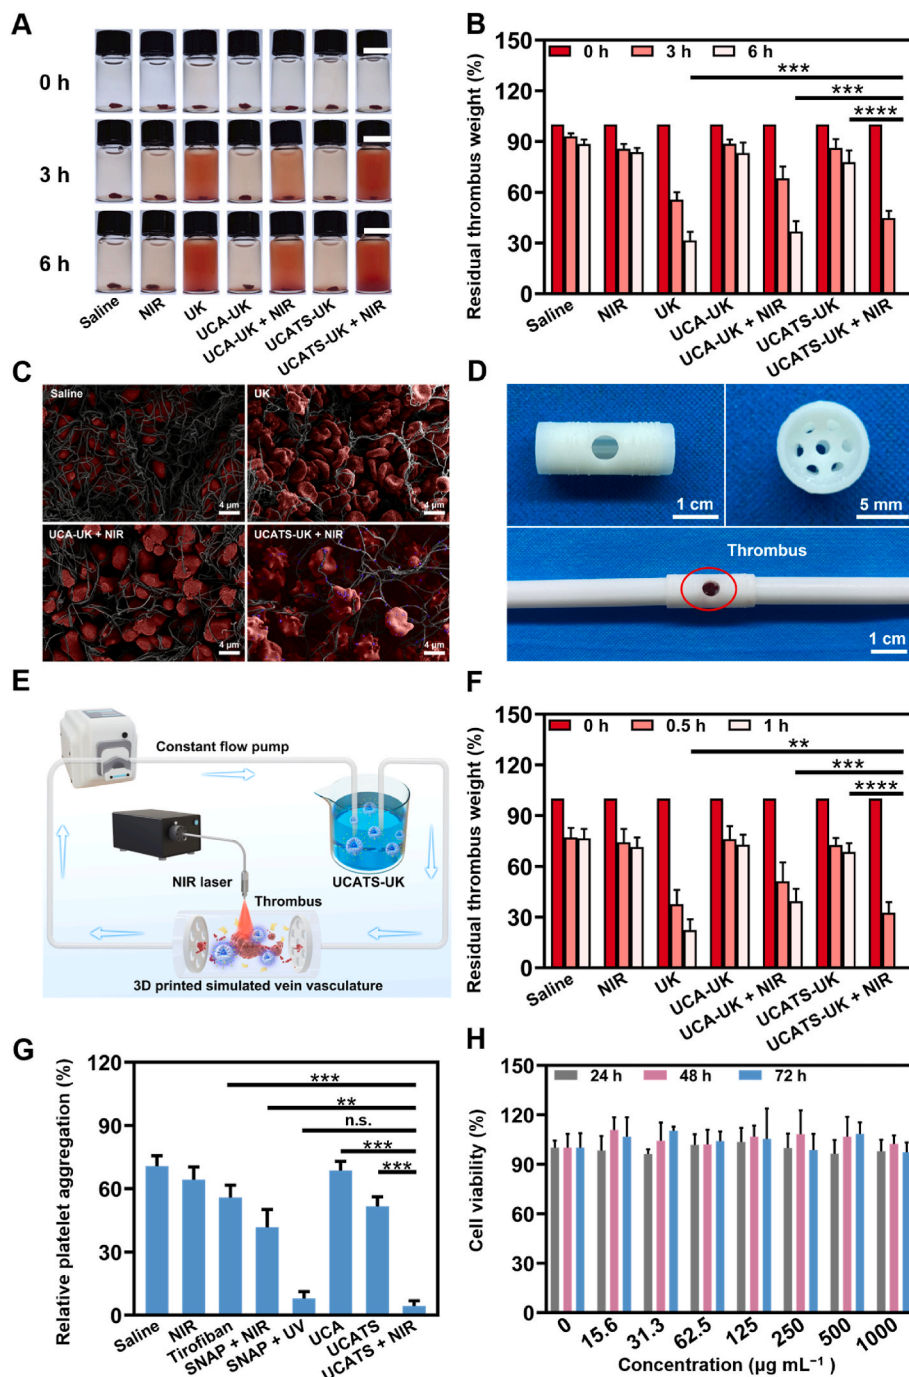 A
0 h
3 h
6 h
Saline
NIR
UK
UCA-UK
UCA-UK + NIR
UCATS-UK
UCATS-UK + NIR
B
Residual thrombus weight (%)
150
120
90
60
30
0
0 h 3 h 6 h
***
***
****
Saline
NIR
UK
UCA-UK
UCA-UK + NIR
UCATS-UK
UCATS-UK + NIR
C
Saline
4 μm
UK
4 μm
UCA-UK + NIR
4 μm
UCATS-UK + NIR
4 μm
D
1 cm
5 mm
Thrombus
1 cm
E
Constant flow pump
NIR laser
UCATS-UK
Thrombus
3D printed simulated vein vasculature
F
Residual thrombus weight (%)
150
120
90
60
30
0
0 h 0.5 h 1 h
**
***
****
Saline
NIR
UK
UCA-UK
UCA-UK + NIR
UCATS-UK
UCATS-UK + NIR
G
Relative platelet aggregation (%)
120
90
60
30
0
***
**
n.s.
***
***
Saline
NIR
Tirofiban
SNAP + NIR
SNAP + UV
UCA
UCATS
UCATS + NIR
H
Cell viability (%)
150
120
90
60
30
0
24 h 48 h 72 h
0
15.6
31.3
62.5
125
250
500
1000
Concentration (μg mL⁻¹)